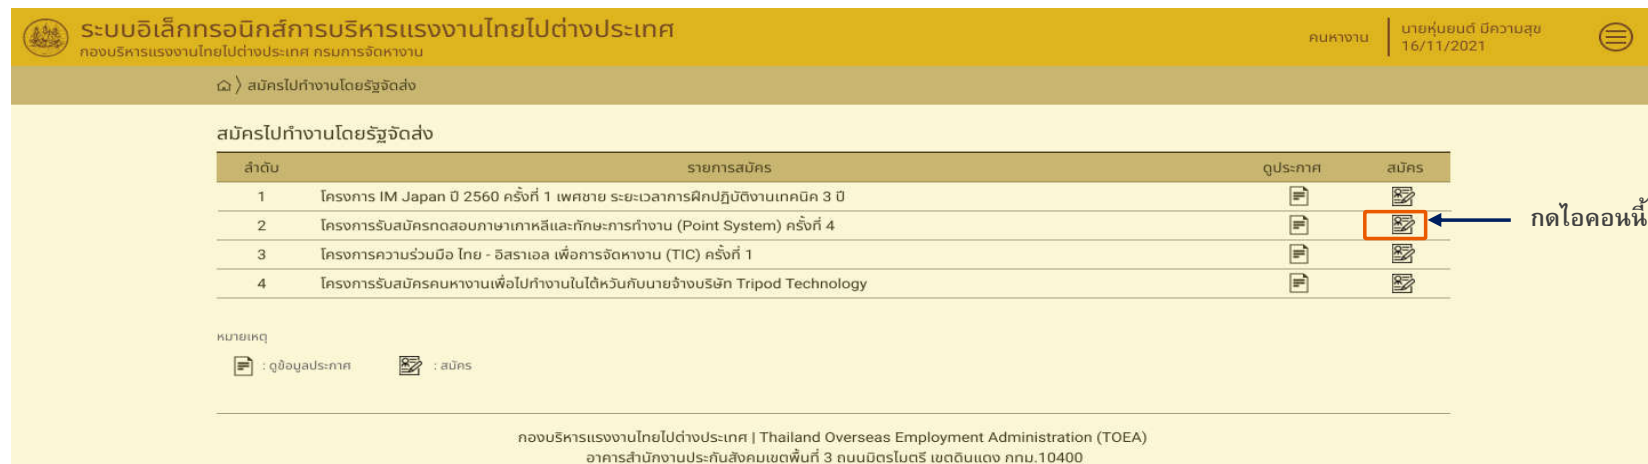 ระบบอิเล็กทรอนิกส์การบริหารแรงงานไทยไปต่างประเทศ
กองบริหารแรงงานไทยไปต่างประเทศ กรมการจัดหางาน
คนหางาน
นายหุ่นยนต์ มีความสุข
16/11/2021
สมัครไปทำงานโดยรัฐจัดส่ง
สมัครไปทำงานโดยรัฐจัดส่ง
ลำดับ รายการสมัคร ดูประกาศ สมัคร
1 โครงการ IM Japan ปี 2560 ครั้งที่ 1 เพศชาย ระยะเวลาการฝึกปฏิบัติงานเทคนิค 3 ปี
2 โครงการรับสมัครทดสอบภาษาเกาหลีและทักษะการทำงาน (Point System) ครั้งที่ 4
กดไอคอนนี้
3 โครงการความร่วมมือ ไทย - อิสราเอล เพื่อการจัดหางาน (TIC) ครั้งที่ 1
4 โครงการรับสมัครคนหางานเพื่อไปทำงานในไต้หวันกับนายจ้างบริษัท Tripod Technology
หมายเหตุ
: ดูข้อมูลประกาศ : สมัคร
กองบริหารแรงงานไทยไปต่างประเทศ | Thailand Overseas Employment Administration (TOEA)
อาคารสำนักงานประกันสังคมเขตพื้นที่ 3 ถนนมิตรไมตรี เขตดินแดง กทม.10400